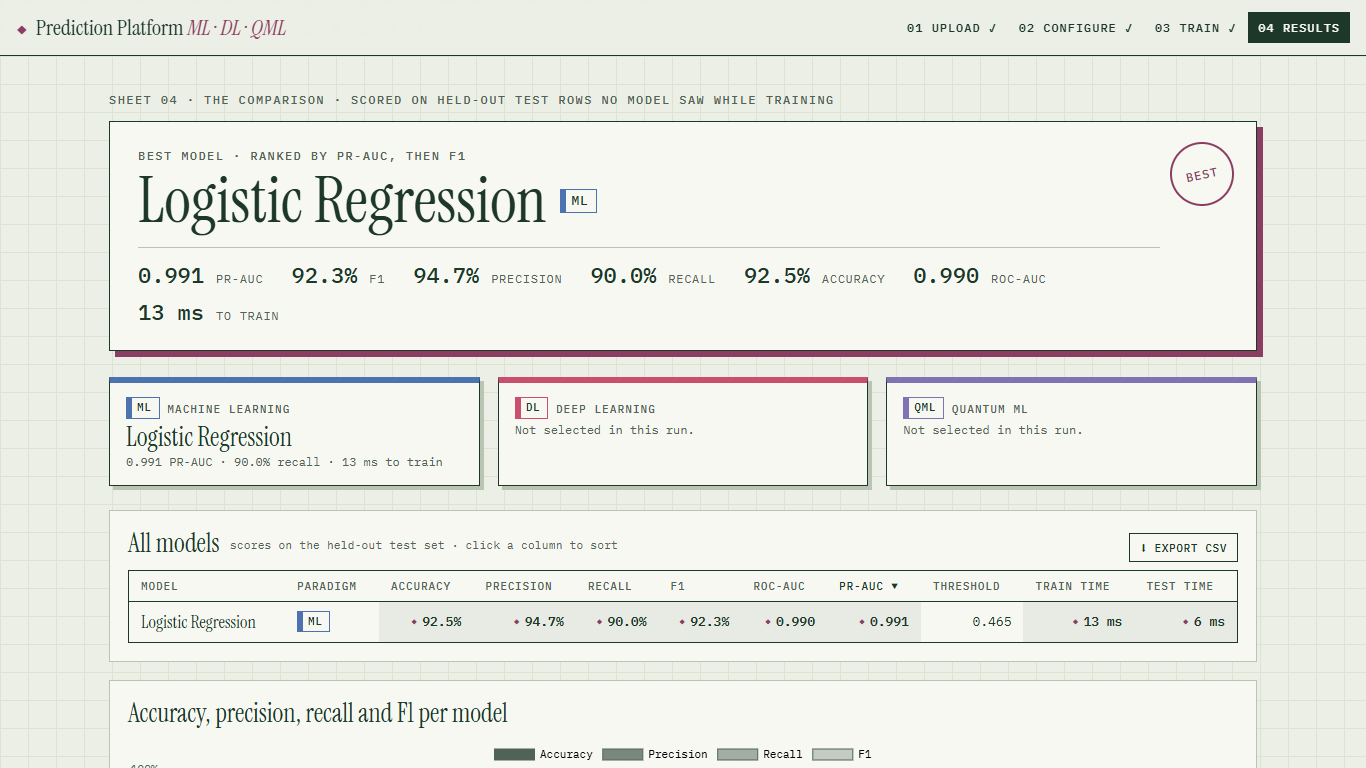 ◆ Prediction Platform ML · DL · QML
01 UPLOAD ✓ 02 CONFIGURE ✓ 03 TRAIN ✓ 04 RESULTS
SHEET 04 · THE COMPARISON · SCORED ON HELD-OUT TEST ROWS NO MODEL SAW WHILE TRAINING
BEST MODEL · RANKED BY PR-AUC, THEN F1
BEST
Logistic Regression ML
0.991 PR-AUC 92.3% F1 94.7% PRECISION 90.0% RECALL 92.5% ACCURACY 0.990 ROC-AUC
13 ms TO TRAIN
ML MACHINE LEARNING
Logistic Regression
0.991 PR-AUC · 90.0% recall · 13 ms to train
DL DEEP LEARNING
Not selected in this run.
QML QUANTUM ML
Not selected in this run.
All models scores on the held-out test set · click a column to sort
⬇ EXPORT CSV
MODEL PARADIGM ACCURACY PRECISION RECALL F1 ROC-AUC PR-AUC ▼ THRESHOLD TRAIN TIME TEST TIME
Logistic Regression ML ◆ 92.5% ◆ 94.7% ◆ 90.0% ◆ 92.3% ◆ 0.990 ◆ 0.991 0.465 ◆ 13 ms ◆ 6 ms
Accuracy, precision, recall and F1 per model
Accuracy Precision Recall F1
100%